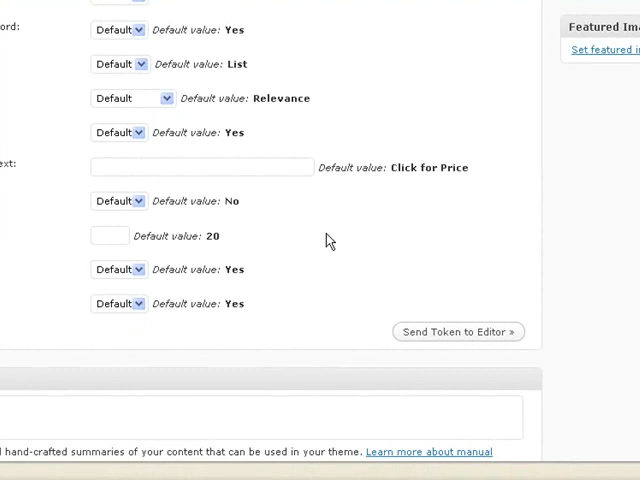 ord:
Default Default value: Yes
Featured Ima
Set featured i
Default Default value: List
Default Default value: Relevance
Default Default value: Yes
ext:
Default value: Click for Price
Default Default value: No
Default value: 20
Default Default value: Yes
Default Default value: Yes
Send Token to Editor »
l hand-crafted summaries of your content that can be used in your theme. Learn more about manual